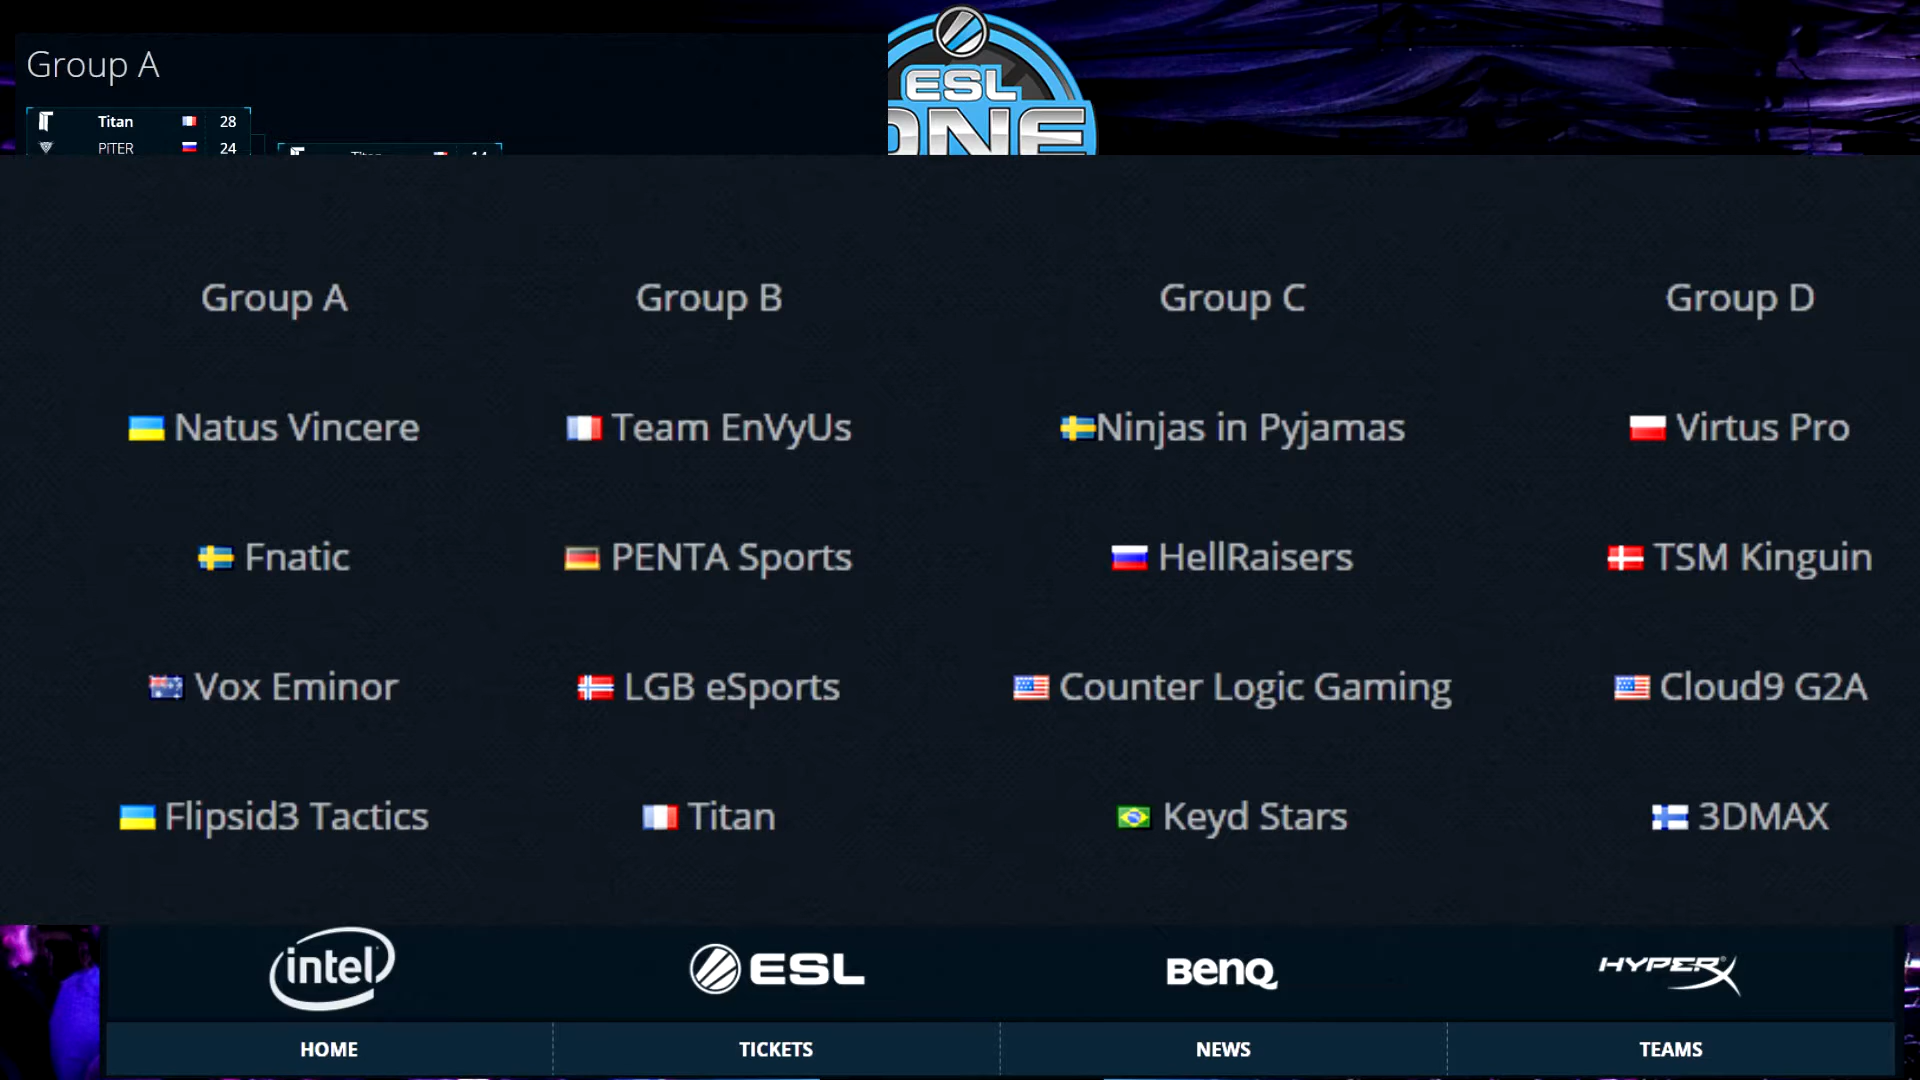 Group A
ESL
ONE
Titan 28
PITER 24
Group A Group B Group C Group D
Natus Vincere Team EnVyUs Ninjas in Pyjamas Virtus Pro
Fnatic PENTA Sports HellRaisers TSM Kinguin
Vox Eminor LGB eSports Counter Logic Gaming Cloud9 G2A
Flipsid3 Tactics Titan Keyd Stars 3DMAX
intel ESL BenQ HYPERX
HOME TICKETS NEWS TEAMS